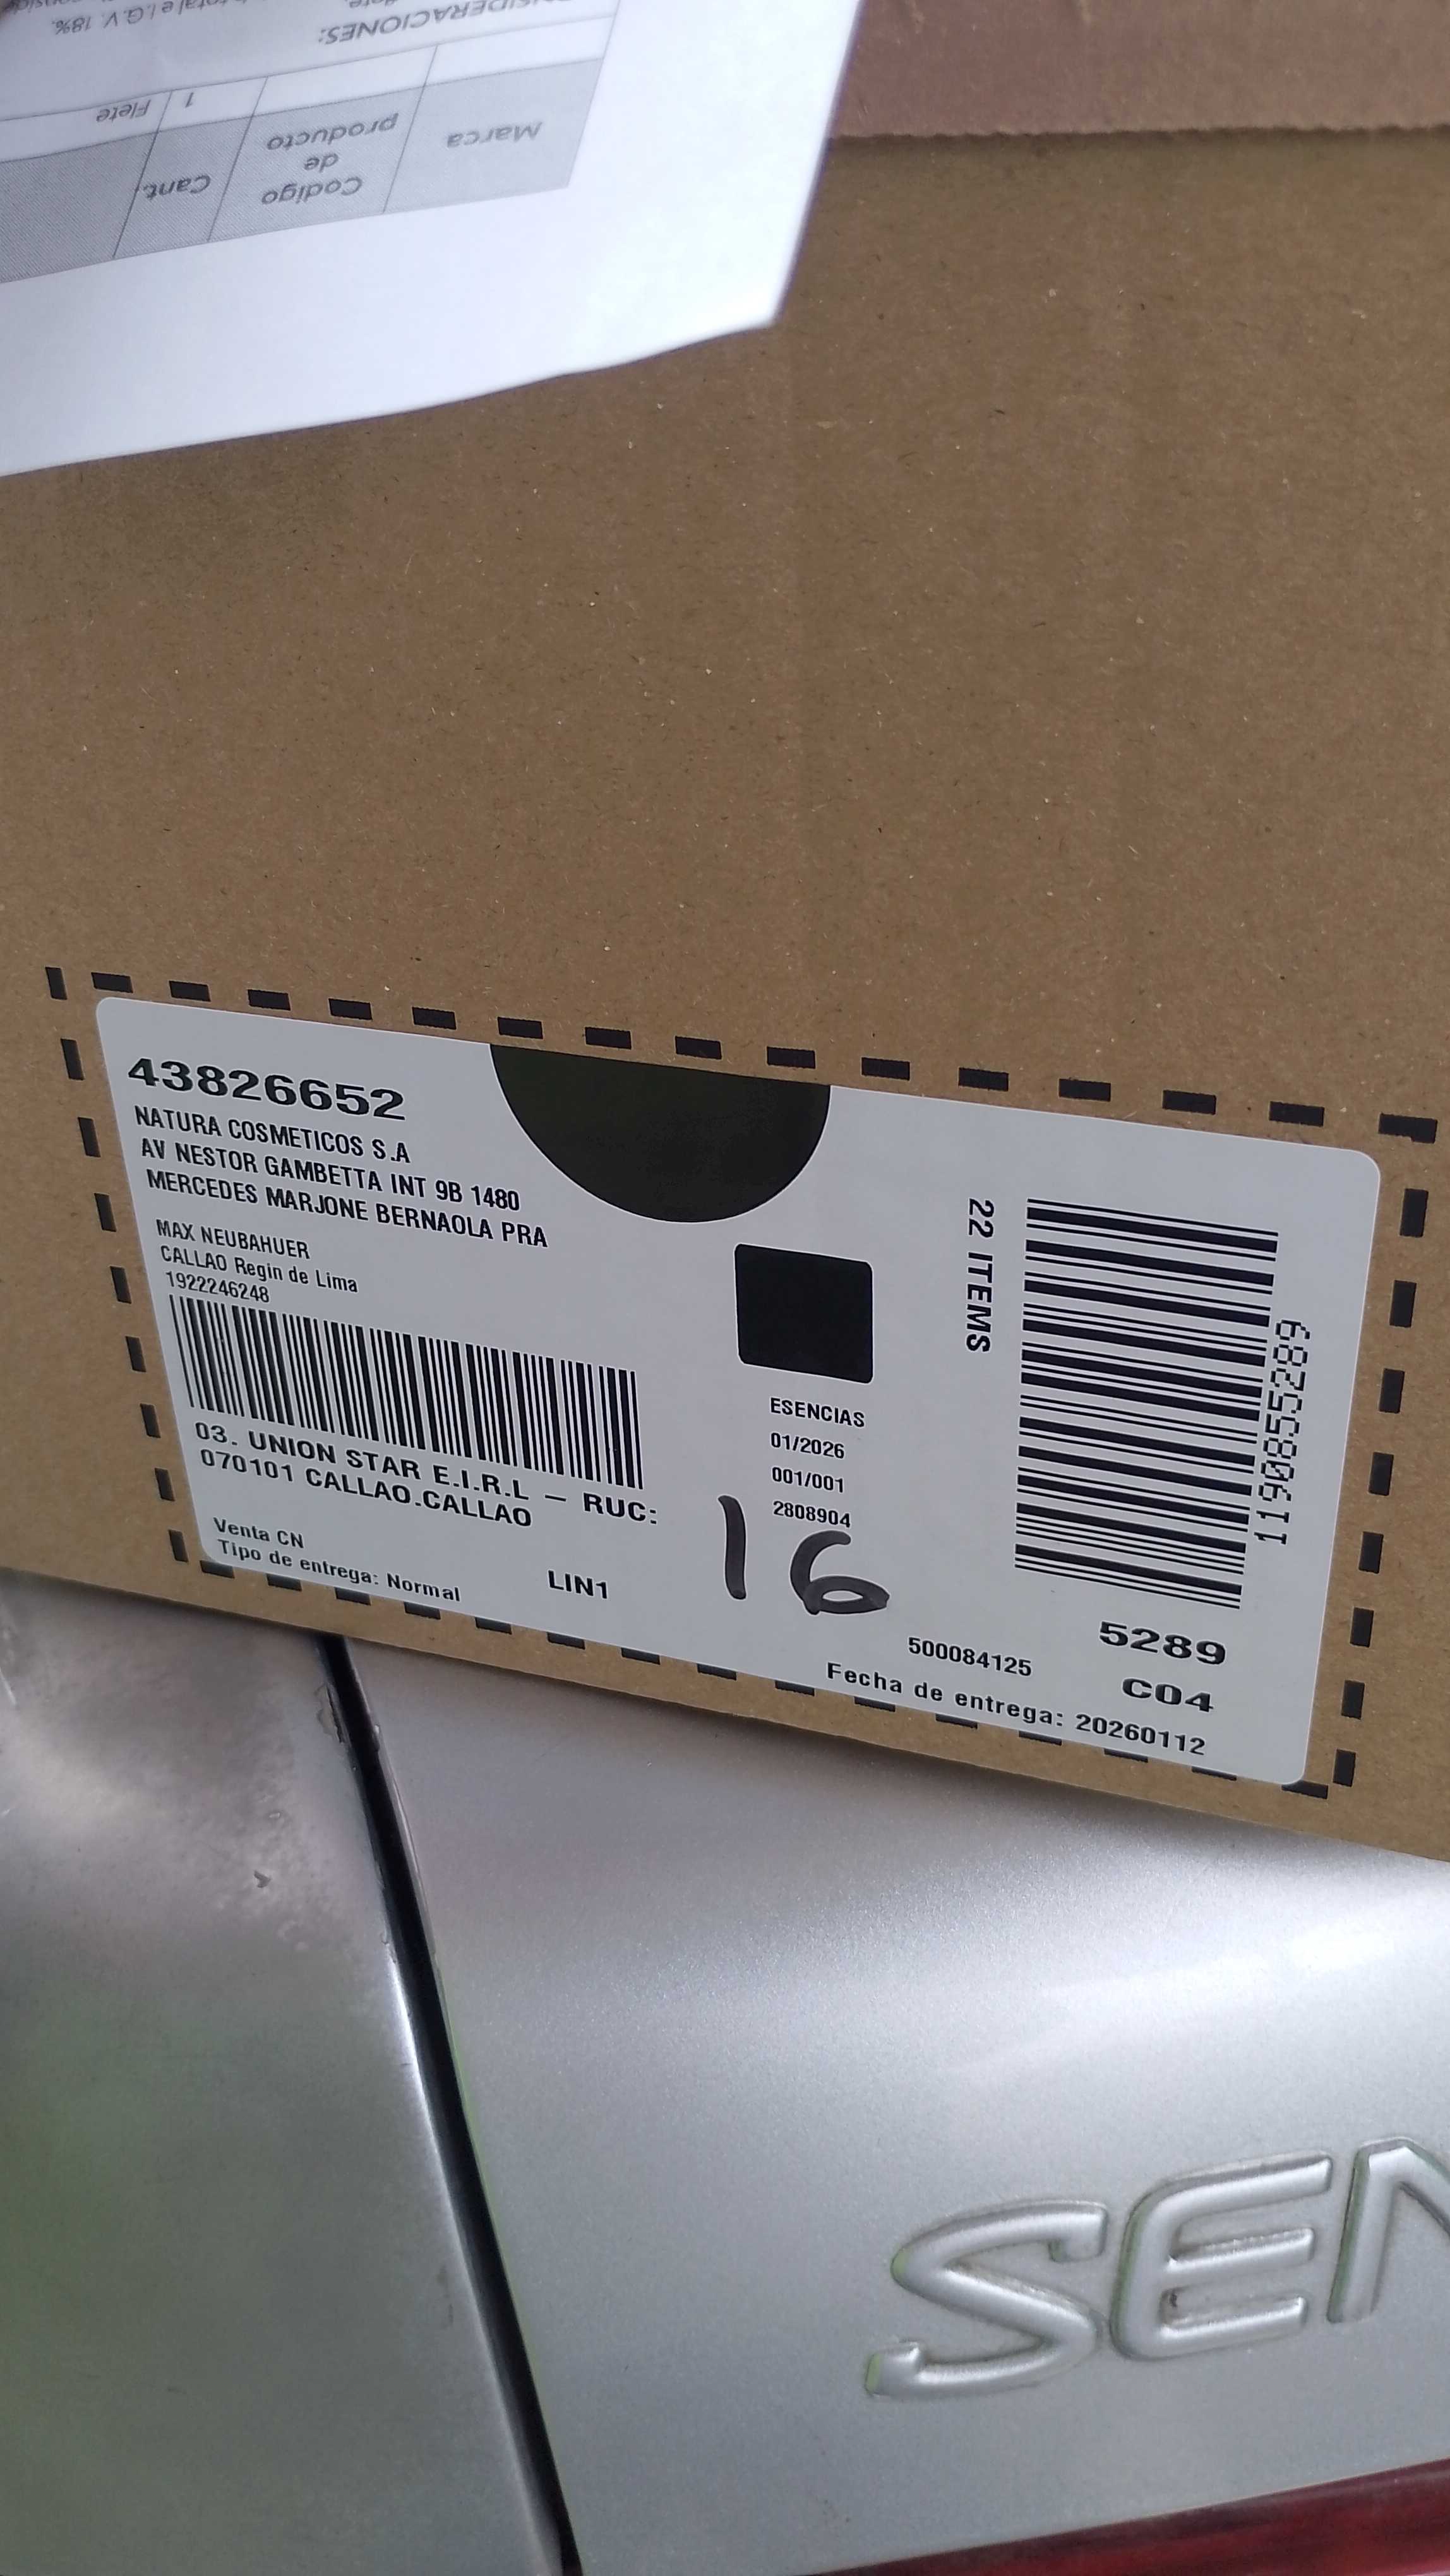 total e I.G.V. 18%.
CONSIDERACIONES:
1 Flete
Marca
Codigo
de
producto
Cant.
43826652
NATURA COSMETICOS S.A
AV NESTOR GAMBETTA INT 9B 1480
MERCEDES MARJONE BERNAOLA PRA
MAX NEUBAHUER
CALLAO Regin de Lima
1922246248
03. UNION STAR E.I.R.L – RUC:
070101 CALLAO.CALLAO
Venta CN
Tipo de entrega: Normal
LIN1
ESENCIAS
01/2026
001/001
2808904
16
22 ITEMS
1190855289
5289
C04
500084125
Fecha de entrega: 20260112
SEN